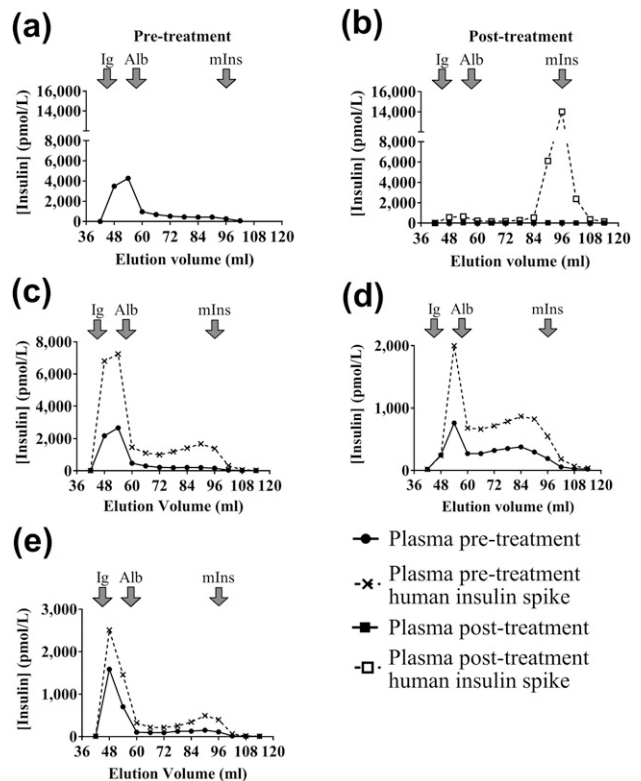 (a)
Pre-treatment
Ig Alb mIns
16,000
14,000
8,000
6,000
4,000
2,000
0
36 48 60 72 84 96 108 120
[Insulin] (pmol/L)
Elution volume (ml)
(b)
Post-treatment
Ig Alb mIns
16,000
14,000
8,000
6,000
4,000
2,000
0
36 48 60 72 84 96 108 120
[Insulin] (pmol/L)
Elution volume (ml)
(c)
Ig Alb mIns
8,000
6,000
4,000
2,000
0
36 48 60 72 84 96 108 120
[Insulin] (pmol/L)
Elution Volume (ml)
(d)
Ig Alb mIns
2,000
1,000
0
36 48 60 72 84 96 108 120
[Insulin] (pmol/L)
Elution volume (ml)
(e)
Ig Alb mIns
3,000
2,000
1,000
0
36 48 60 72 84 96 108 120
[Insulin] (pmol/L)
Elution Volume (ml)
Plasma pre-treatment
Plasma pre-treatment
human insulin spike
Plasma post-treatment
Plasma post-treatment
human insulin spike